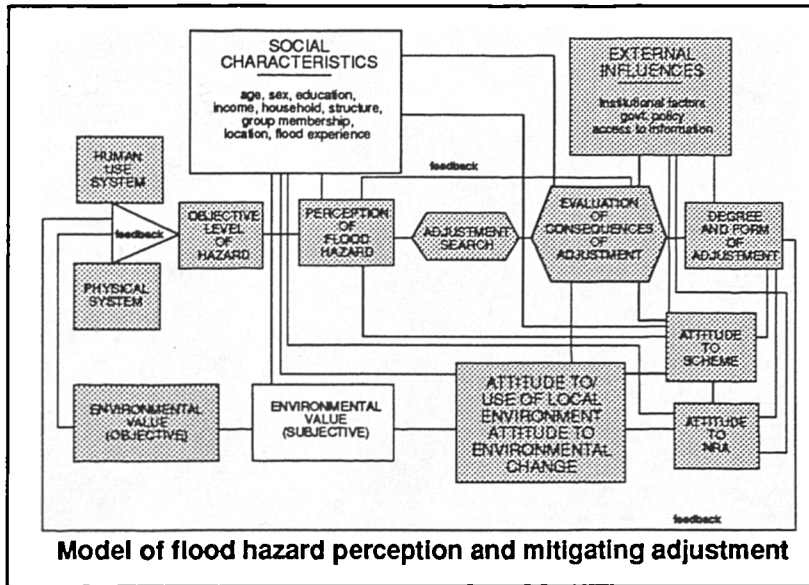 SOCIAL
CHARACTERISTICS
age, sex, education,
income, household, structure,
group membership,
location, flood experience
EXTERNAL
INFLUENCES
institutional factors
govt. policy
access to information
feedback
HUMAN
USE SYSTEM
feedback
PHYSICAL
SYSTEM
OBJECTIVE
LEVEL
OF
HAZARD
PERCEPTION
OF
FLOOD
HAZARD
ADJUSTMENT
SEARCH
EVALUATION
OF
CONSEQUENCES
OF
ADJUSTMENT
DEGREE
AND FORM
OF
ADJUSTMENT
ATTITUDE
TO
SCHEME
ENVIRONMENTAL
VALUE
(OBJECTIVE)
ENVIRONMENTAL
VALUE
(SUBJECTIVE)
ATTITUDE TO/
USE OF LOCAL
ENVIRONMENT
ATTITUDE TO
ENVIRONMENTAL
CHANGE
ATTITUDE
TO
NRA
feedback
Model of flood hazard perception and mitigating adjustment